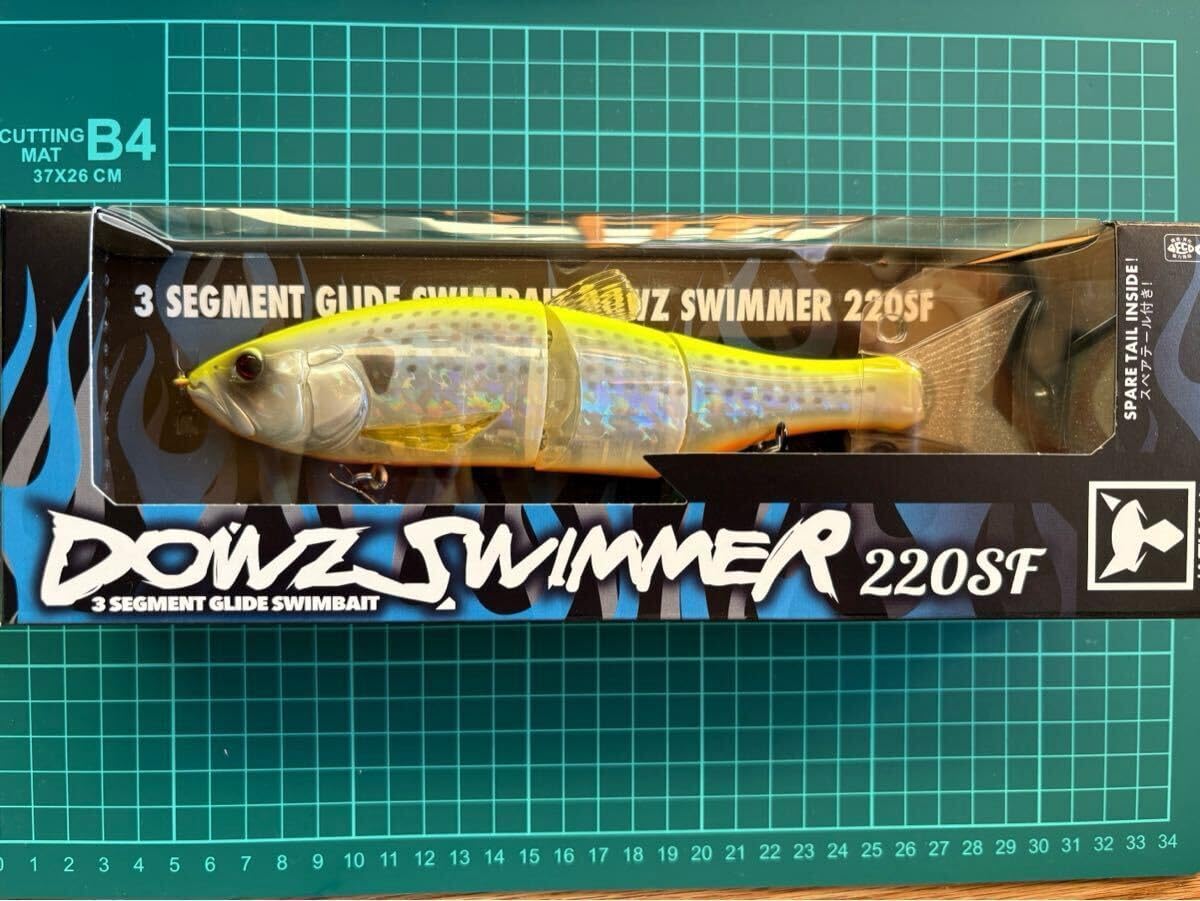 CUTTING
MAT B4
37X26 CM
3 SEGMENT GLIDE SWIMBAIT DOWZ SWIMMER 220SF
SPARE TAIL INSIDE!
スペアテール付き!
FECO
DOWZ SWIMMER 220SF
3 SEGMENT GLIDE SWIMBAIT
0 1 2 3 4 5 6 7 8 9 10 11 12 13 14 15 16 17 18 19 20 21 22 23 24 25 26 27 28 29 30 31 32 33 34